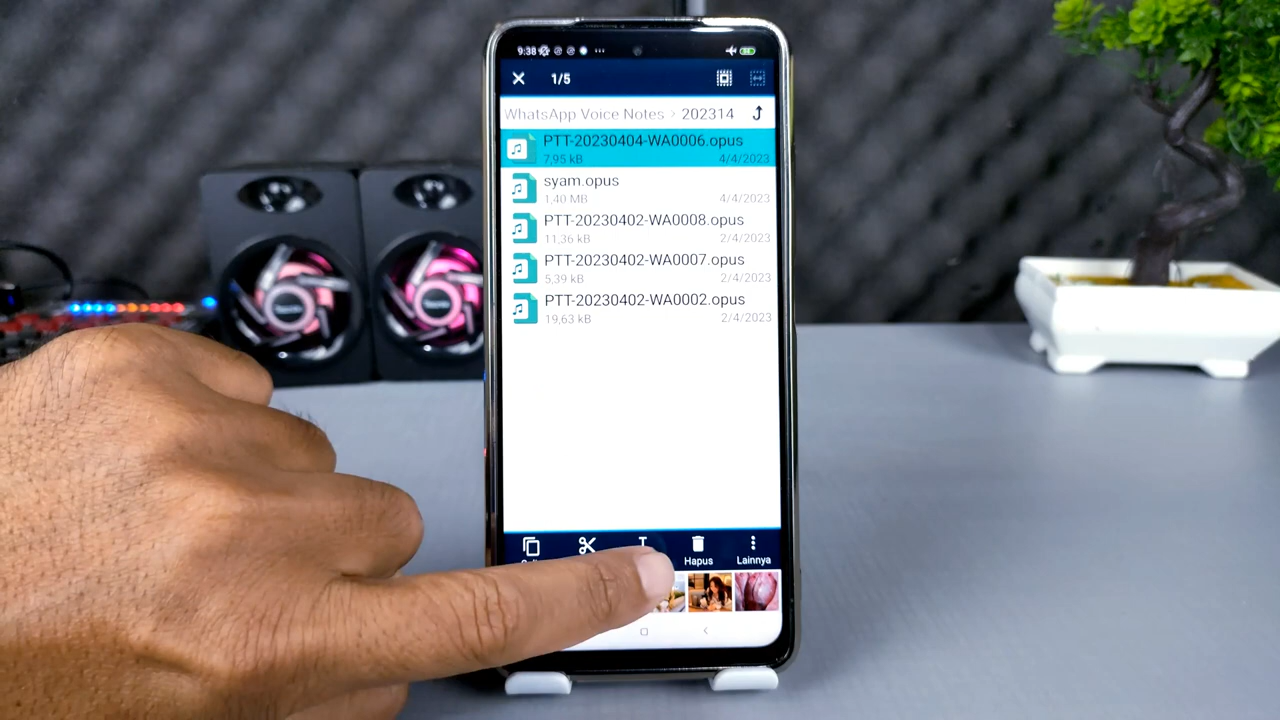 9:38
1/5
WhatsApp Voice Notes > 202314
PTT-20230404-WA0006.opus
7,95 kB 4/4/2023
syam.opus
1,40 MB 4/4/2023
PTT-20230402-WA0008.opus
11,36 kB 2/4/2023
PTT-20230402-WA0007.opus
5,39 kB 2/4/2023
PTT-20230402-WA0002.opus
19,63 kB 2/4/2023
Hapus Lainnya